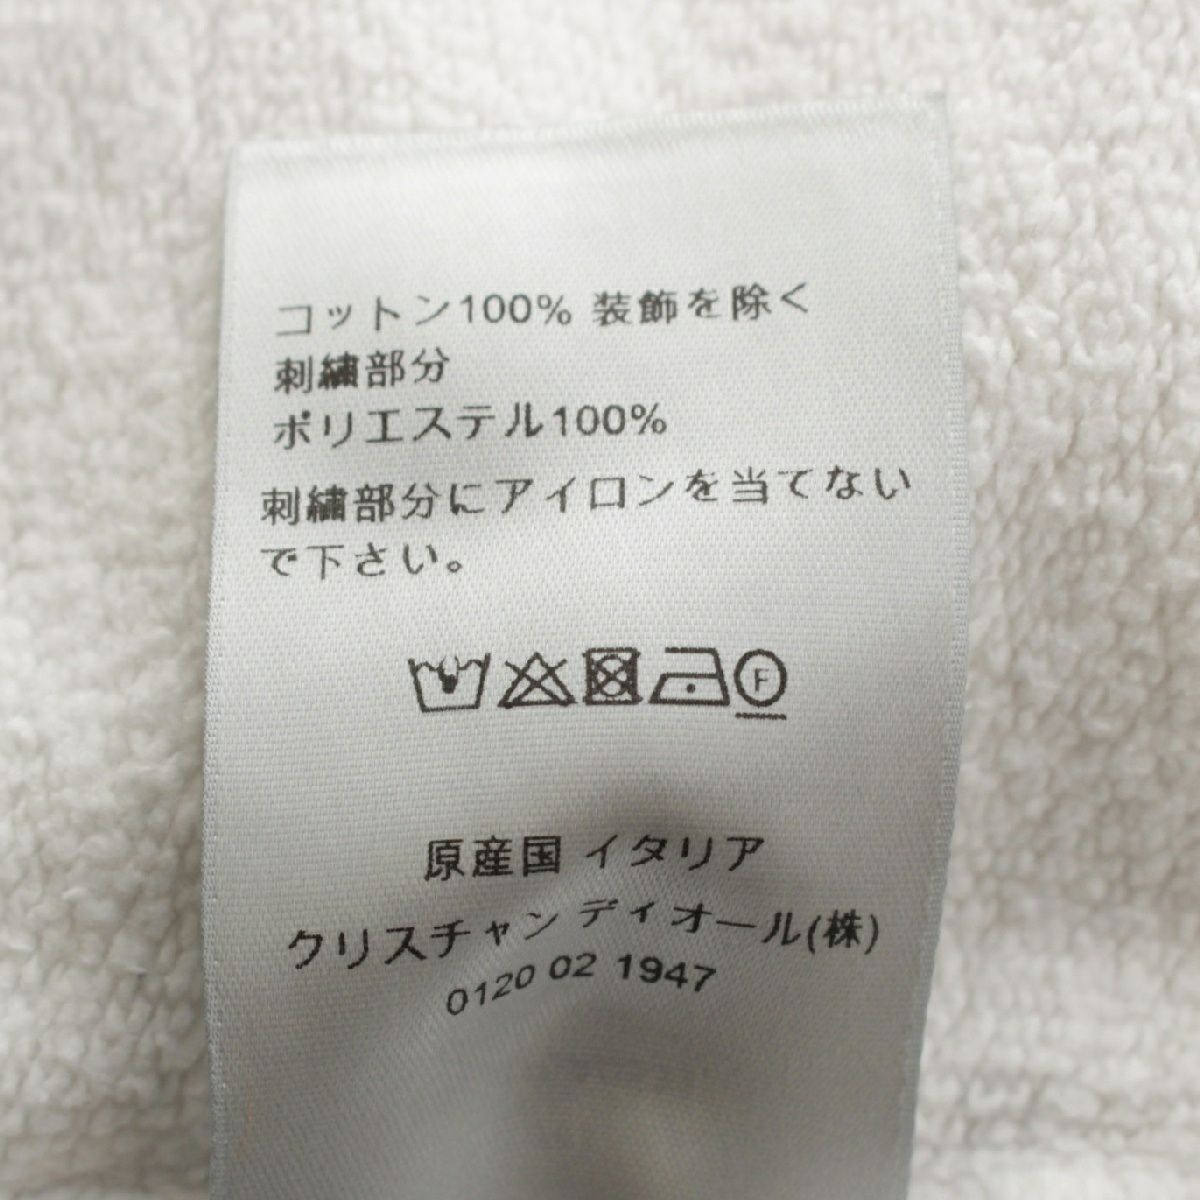 コットン100% 装飾を除く
刺繍部分
ポリエステル100%
刺繍部分にアイロンを当てない
で下さい。
F
原産国 イタリア
クリスチャン ディオール(株)
0120 02 1947